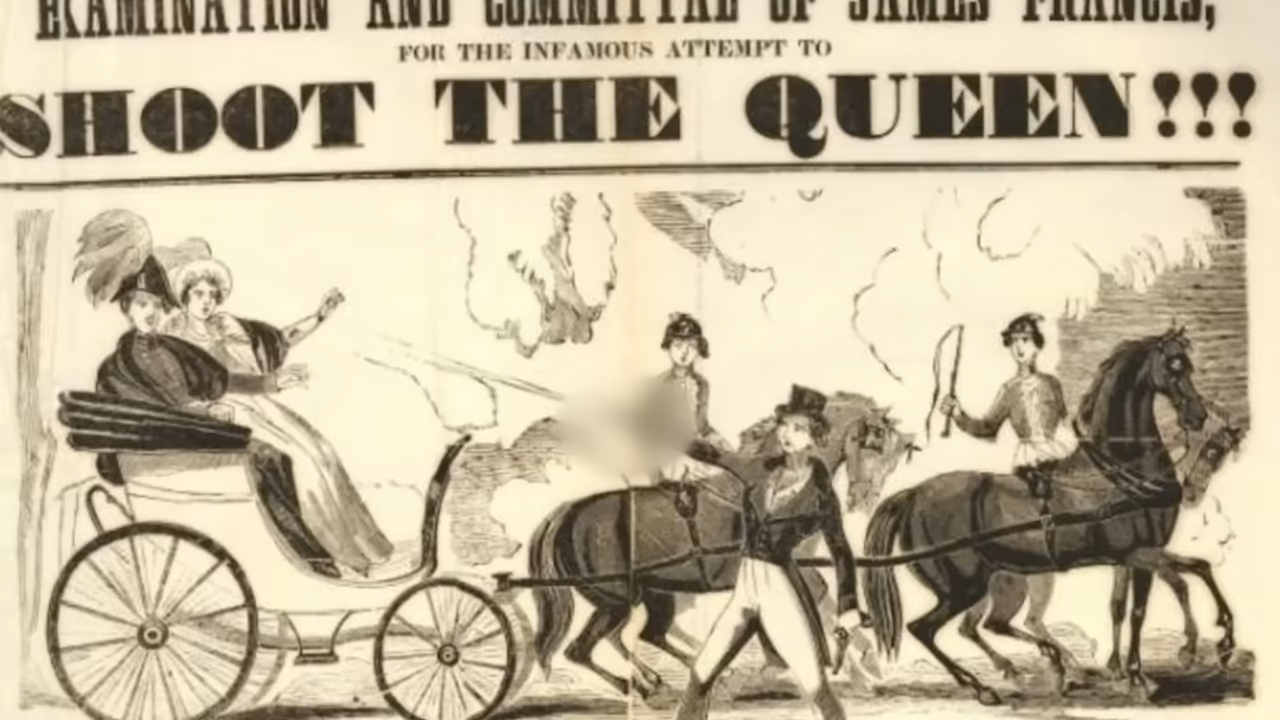 EXAMINATION AND COMMITTAL OF JAMES FRANCIS,
FOR THE INFAMOUS ATTEMPT TO
SHOOT THE QUEEN!!!